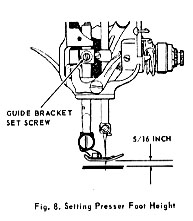 GUIDE BRACKET
SET SCREW
5/16 INCH
Fig. 8. Setting Presser Foot Height